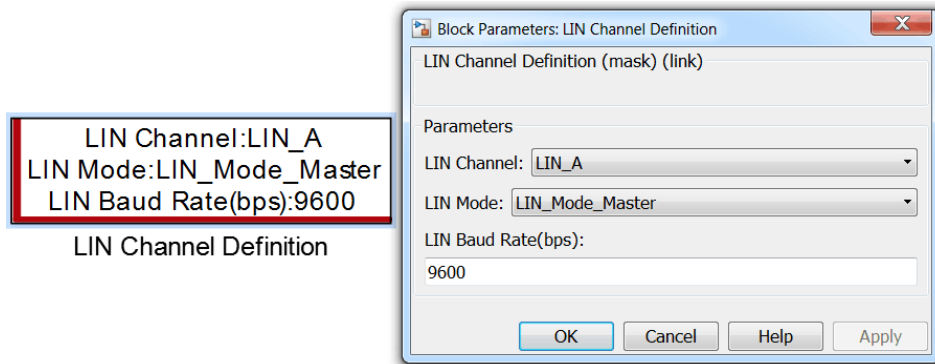 LIN Channel:LIN_A
LIN Mode:LIN_Mode_Master
LIN Baud Rate(bps):9600
LIN Channel Definition
Block Parameters: LIN Channel Definition
LIN Channel Definition (mask) (link)
Parameters
LIN Channel: LIN_A
LIN Mode: LIN_Mode_Master
LIN Baud Rate(bps):
9600
OK Cancel Help Apply